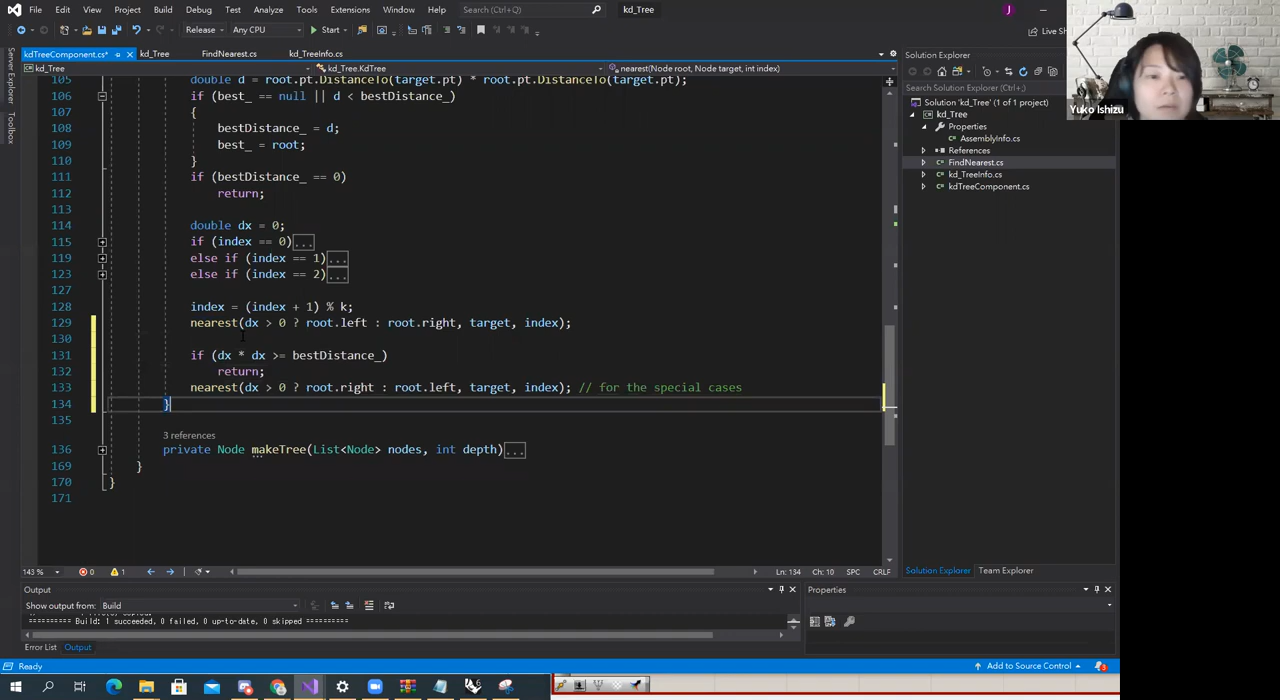 File Edit View Project Build Debug Test Analyze Tools Extensions Window Help Search (Ctrl+Q) kd_Tree J
Release Any CPU Start Live Sh
kdTreeComponent.cs* kd_Tree FindNearest.cs kd_TreeInfo.cs
kd_Tree kd_Tree.KdTree nearest(Node root, Node target, int index)
Server Explorer
Toolbox
105 double d = root.pt.DistanceTo(target.pt) * root.pt.DistanceTo(target.pt);
106 if (best_ == null || d < bestDistance_)
107 {
108 bestDistance_ = d;
109 best_ = root;
110 }
111 if (bestDistance_ == 0)
112 return;
113
114 double dx = 0;
115 if (index == 0)...
119 else if (index == 1)...
123 else if (index == 2)...
127
128 index = (index + 1) % k;
129 nearest(dx > 0 ? root.left : root.right, target, index);
130
131 if (dx * dx >= bestDistance_)
132 return;
133 nearest(dx > 0 ? root.right : root.left, target, index); // for the special cases
134 }
135
3 references
136 private Node makeTree(List<Node> nodes, int depth)...
169 }
170 }
171
143 % 0 1 Ln: 134 Ch: 10 SPC CRLF
Output
Show output from: Build
========== Build: 1 succeeded, 0 failed, 0 up-to-date, 0 skipped ==========
Error List Output
Ready
Solution Explorer
Search Solution Explorer (Ctrl+;)
Solution 'kd_Tree' (1 of 1 project)
kd_Tree
Properties
AssemblyInfo.cs
References
FindNearest.cs
kd_TreeInfo.cs
kdTreeComponent.cs
Solution Explorer Team Explorer
Properties
Add to Source Control 3
Yuko Ishizu